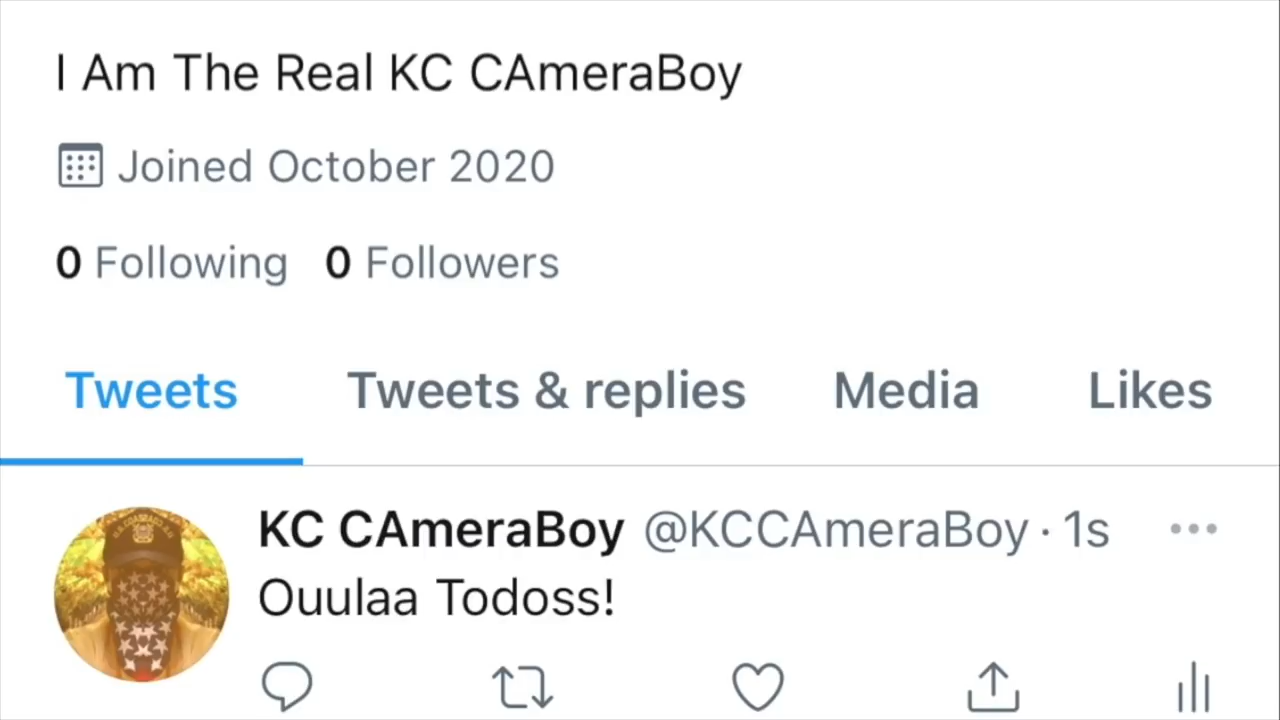 I Am The Real KC CAmeraBoy
Joined October 2020
0 Following 0 Followers
Tweets Tweets & replies Media Likes
KC CAmeraBoy @KCCAmeraBoy · 1s
Ouulaa Todoss!